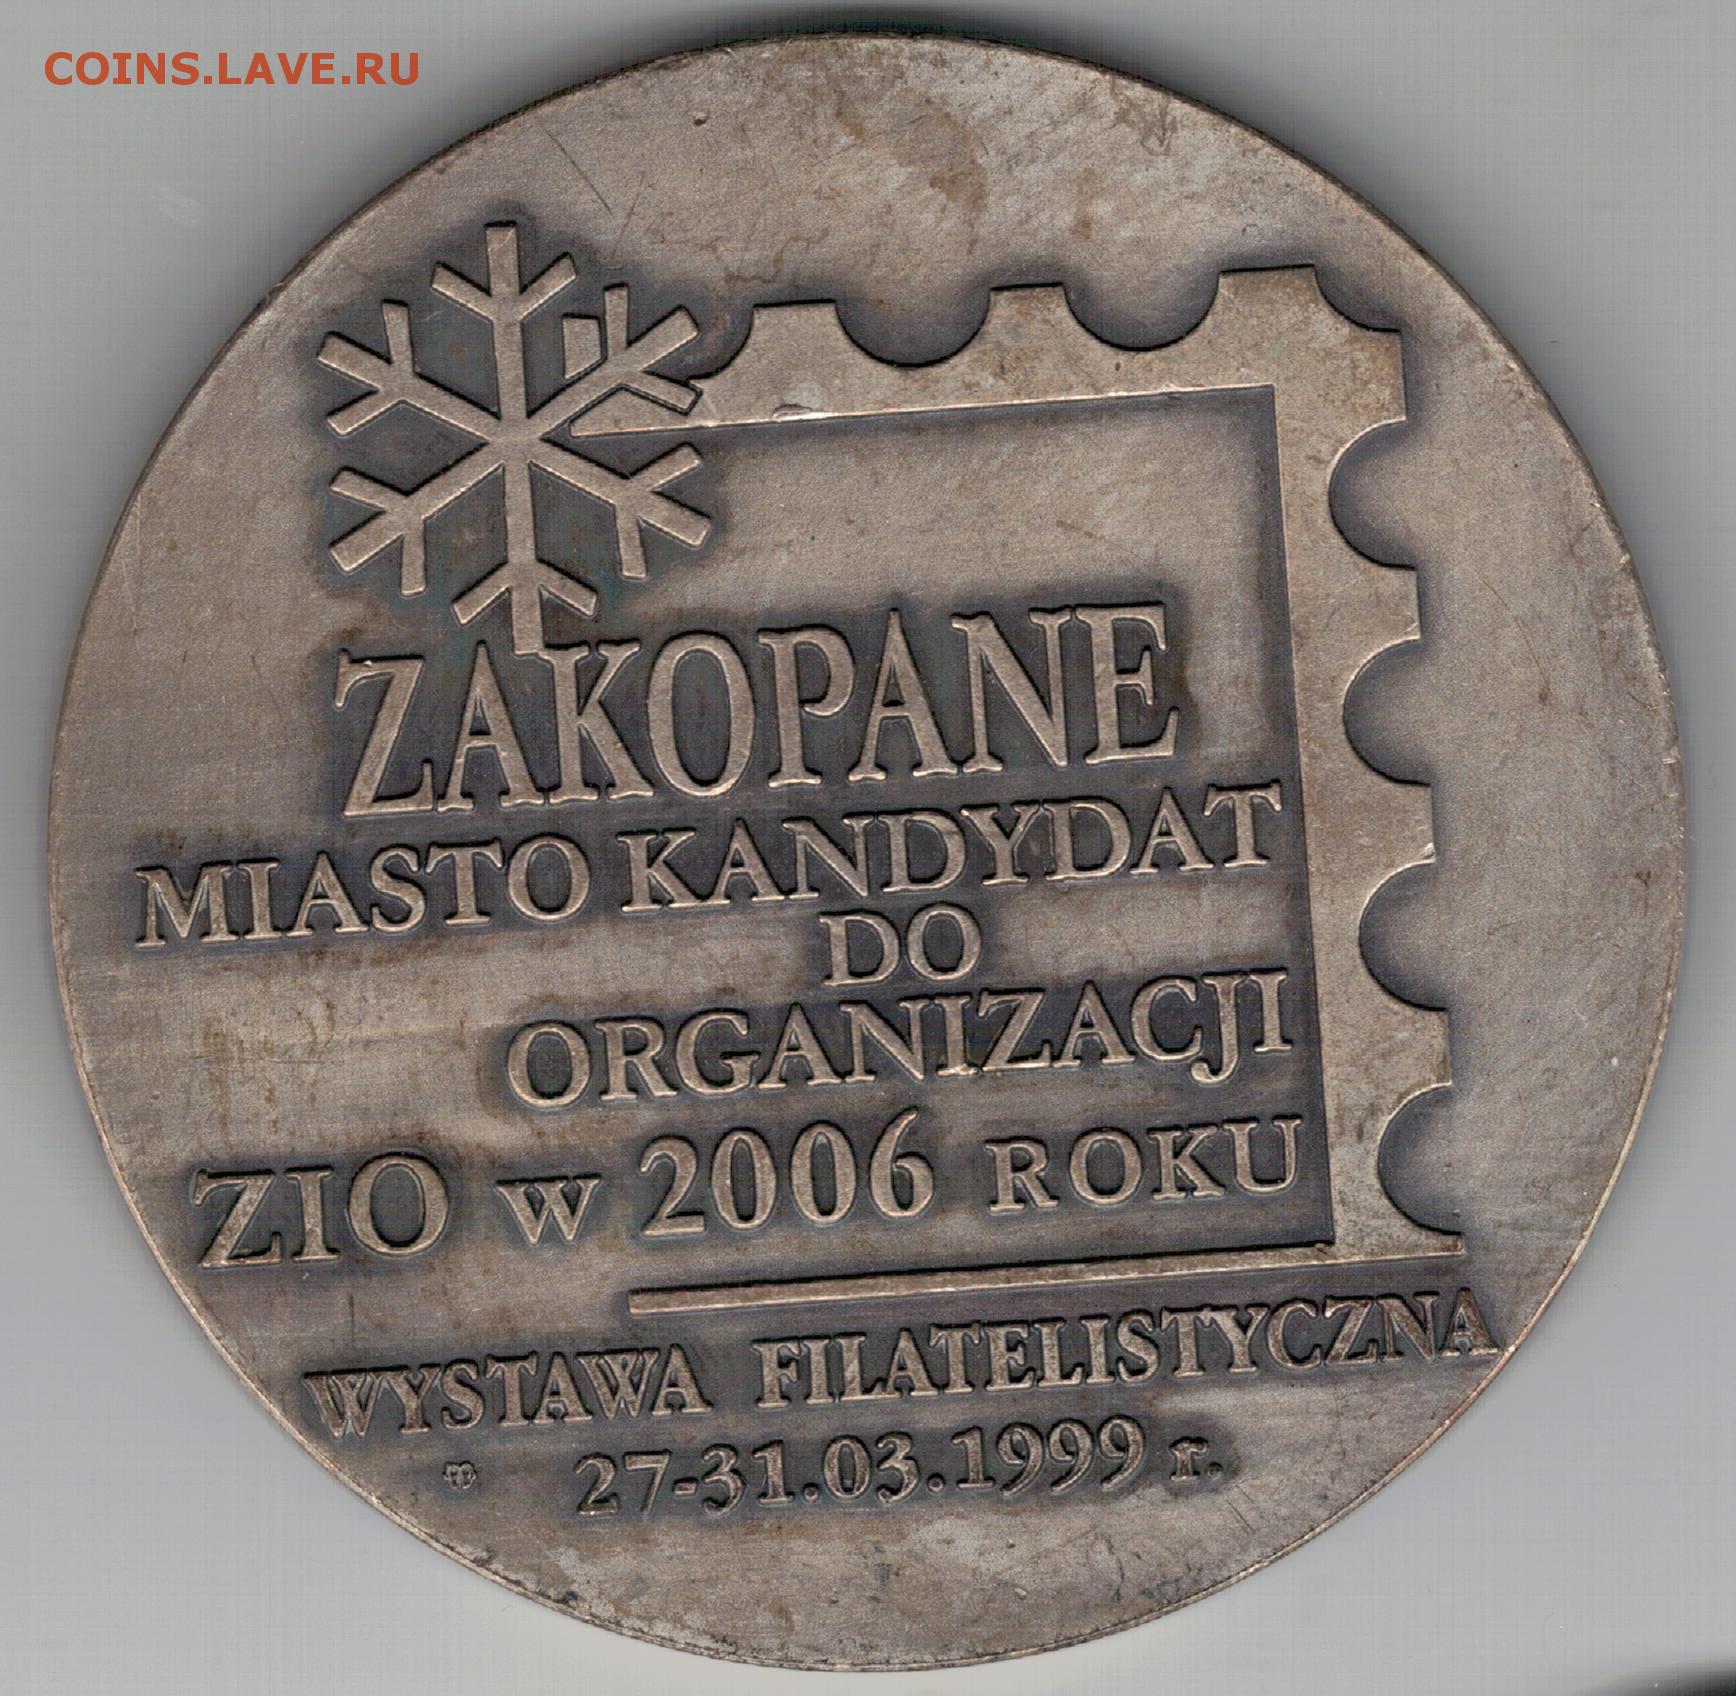 COINS.LAVE.RU
ZAKOPANE
MIASTO KANDYDAT
DO
ORGANIZACJI
ZIO w 2006 ROKU
WYSTAWA FILATELISTYCZNA
27-31.03.1999 r.